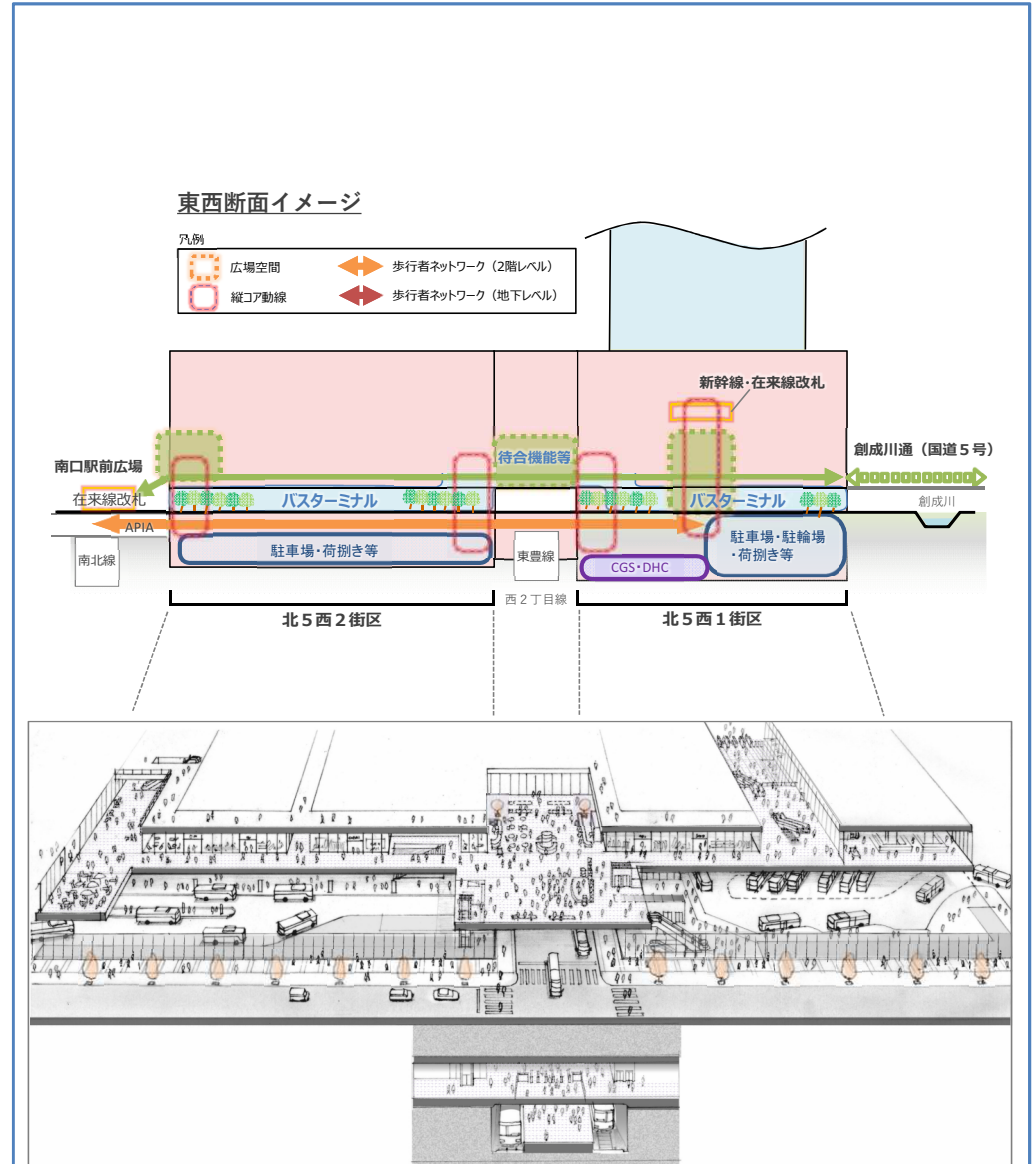 東西断面イメージ
凡例
広場空間
歩行者ネットワーク（2階レベル）
縦コア動線
歩行者ネットワーク（地下レベル）
新幹線・在来線改札
南口駅前広場
待合機能等
創成川通（国道５号）
在来線改札
バスターミナル
バスターミナル
創成川
APIA
南北線
駐車場・荷捌き等
東豊線
駐車場・駐輪場
・荷捌き等
CGS・DHC
西２丁目線
北５西２街区
北５西１街区